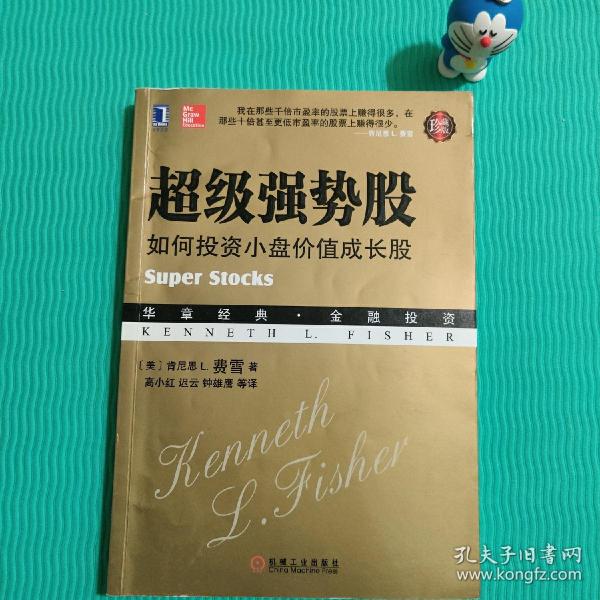 Mc
Graw
Hill
Education
我在那些千倍市盈率的股票上赚得很多，在
那些十倍甚至更低市盈率的股票上赚得很少。
——肯尼思 L. 费雪
珍藏版
超级强势股
如何投资小盘价值成长股
Super Stocks
华章经典·金融投资
KENNETH L. FISHER
［美］肯尼思 L. 费雪 著
高小红 迟云 钟雄鹰 等译
Kenneth
L. Fisher
机械工业出版社
China Machine Press
孔夫子旧书网
www.kongfz.com